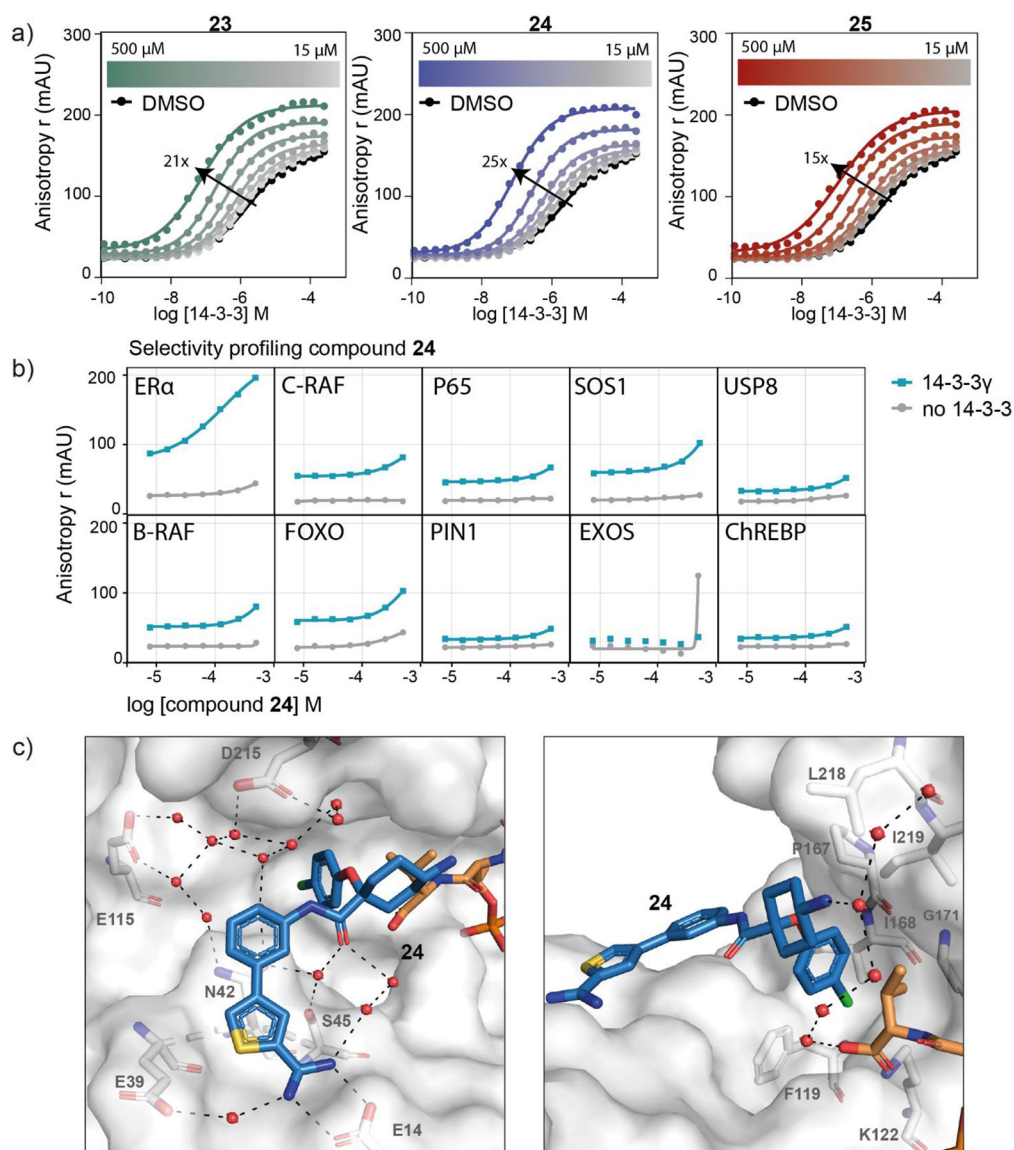 a)
23
24
25
300
200
100
0
Anisotropy r (mAU)
500 µM 15 µM
DMSO
21x
-10 -8 -6 -4
log [14-3-3] M
300
200
100
0
Anisotropy r (mAU)
500 µM 15 µM
DMSO
25x
-10 -8 -6 -4
log [14-3-3] M
300
200
100
0
Anisotropy r (mAU)
500 µM 15 µM
DMSO
15x
-10 -8 -6 -4
log [14-3-3] M
Selectivity profiling compound 24
b)
200
100
0
200
100
0
Anisotropy r (mAU)
ERα C-RAF P65 SOS1 USP8
B-RAF FOXO PIN1 EXOS ChREBP
14-3-3γ
no 14-3-3
-5 -4 -3 -5 -4 -3 -5 -4 -3 -5 -4 -3 -5 -4 -3
log [compound 24] M
c)
D215
E115
24
N42
S45
E39
E14
L218
P167
I219
24
I168
G171
F119
K122